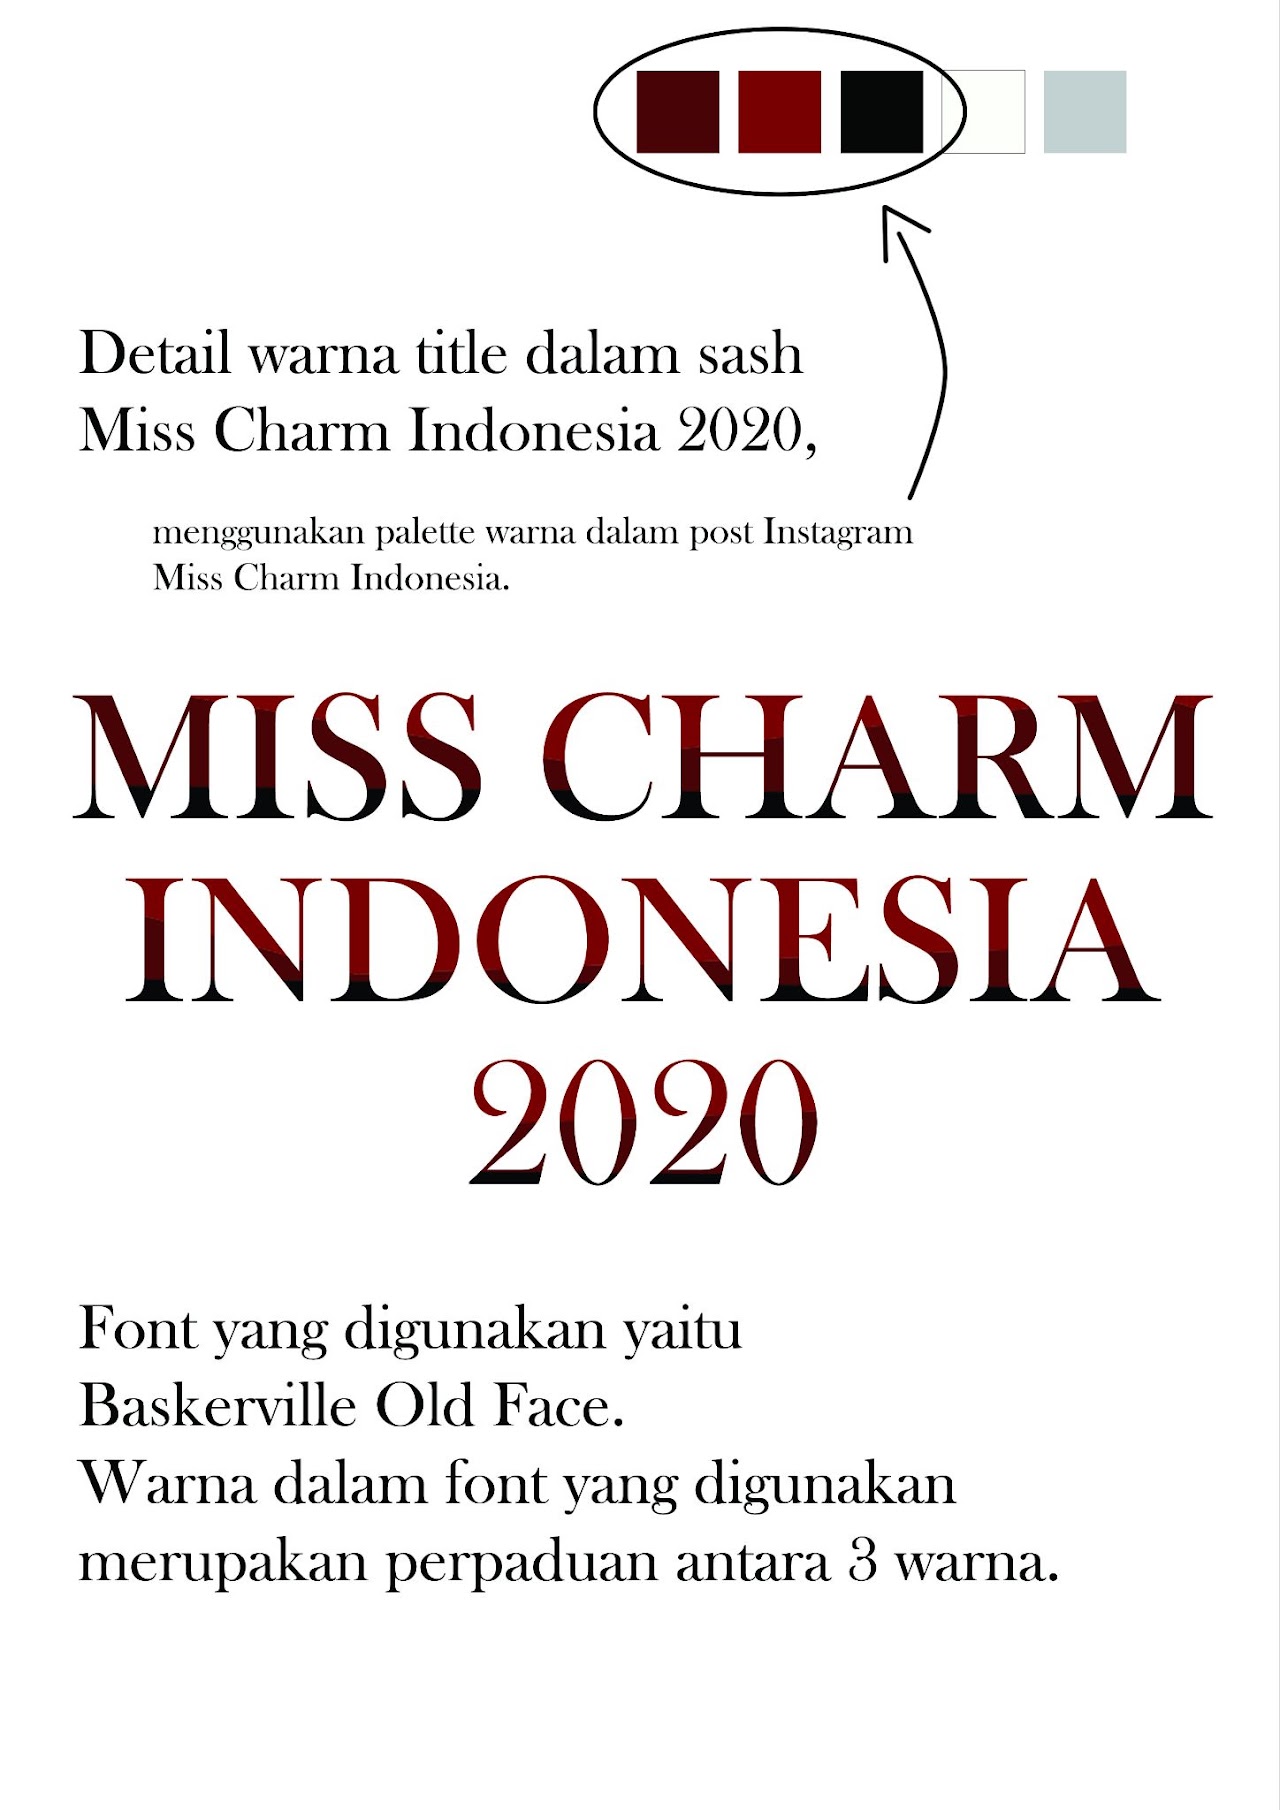 Detail warna title dalam sash
Miss Charm Indonesia 2020,
menggunakan palette warna dalam post Instagram
Miss Charm Indonesia.
MISS CHARM
INDONESIA
2020
Font yang digunakan yaitu
Baskerville Old Face.
Warna dalam font yang digunakan
merupakan perpaduan antara 3 warna.